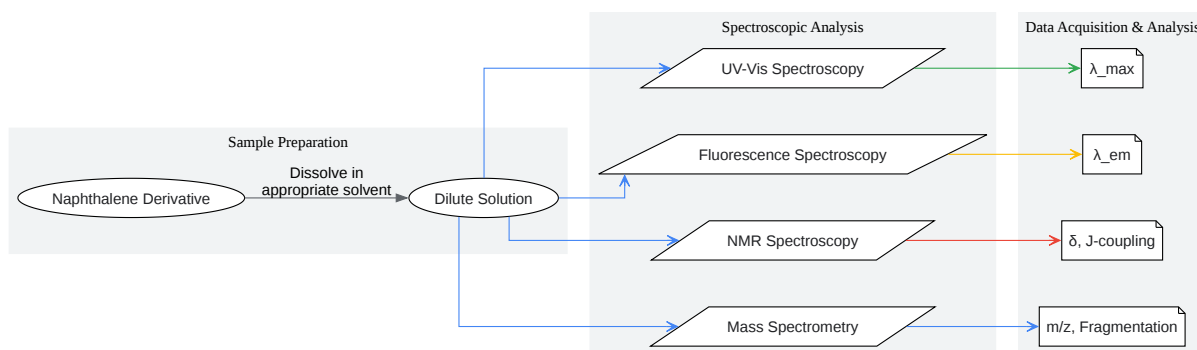 Spectroscopic Analysis
Data Acquisition & Analysis
UV-Vis Spectroscopy
λ_max
Sample Preparation
Fluorescence Spectroscopy
λ_em
Naphthalene Derivative
Dissolve in
appropriate solvent
Dilute Solution
NMR Spectroscopy
δ, J-coupling
Mass Spectrometry
m/z, Fragmentation